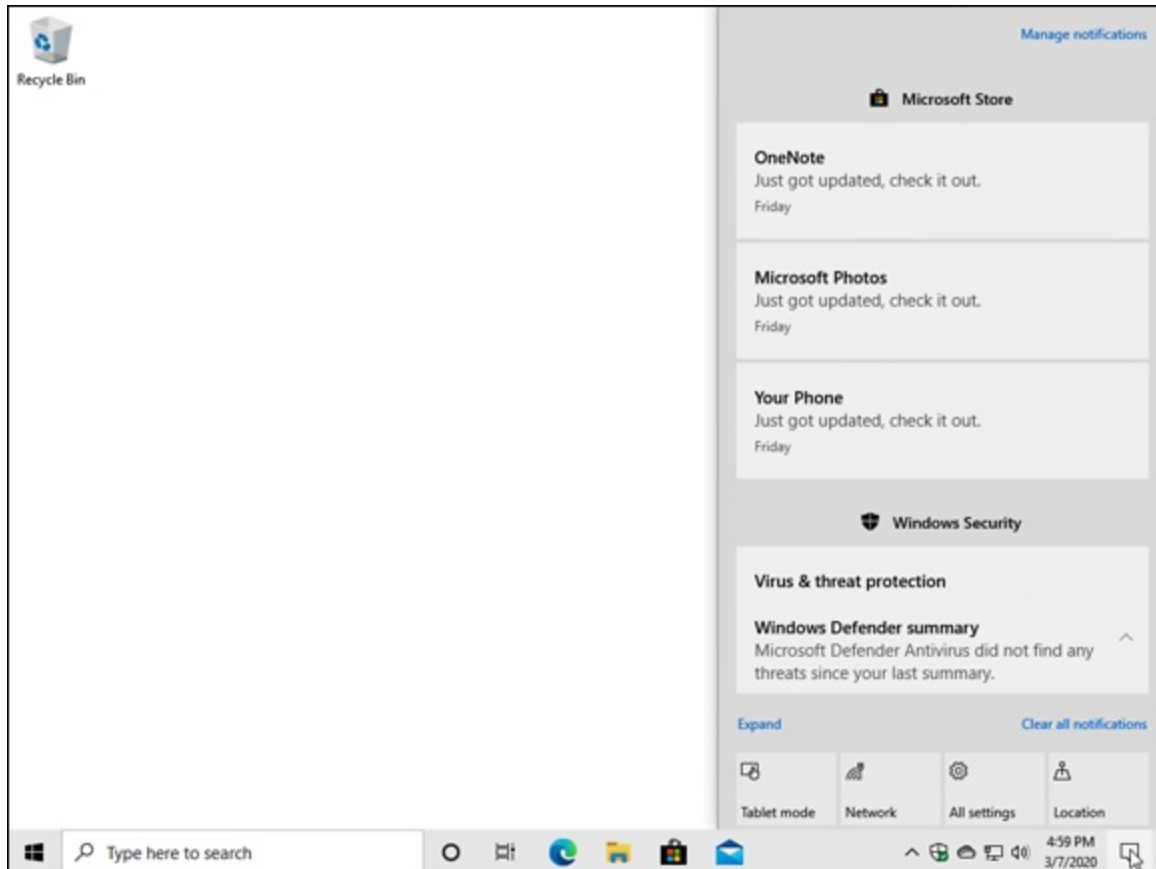 Recycle Bin
Manage notifications
Microsoft Store
OneNote
Just got updated, check it out.
Friday
Microsoft Photos
Just got updated, check it out.
Friday
Your Phone
Just got updated, check it out.
Friday
Windows Security
Virus & threat protection
Windows Defender summary
Microsoft Defender Antivirus did not find any
threats since your last summary.
Expand
Clear all notifications
Tablet mode
Network
All settings
Location
Type here to search
4:59 PM
3/7/2020